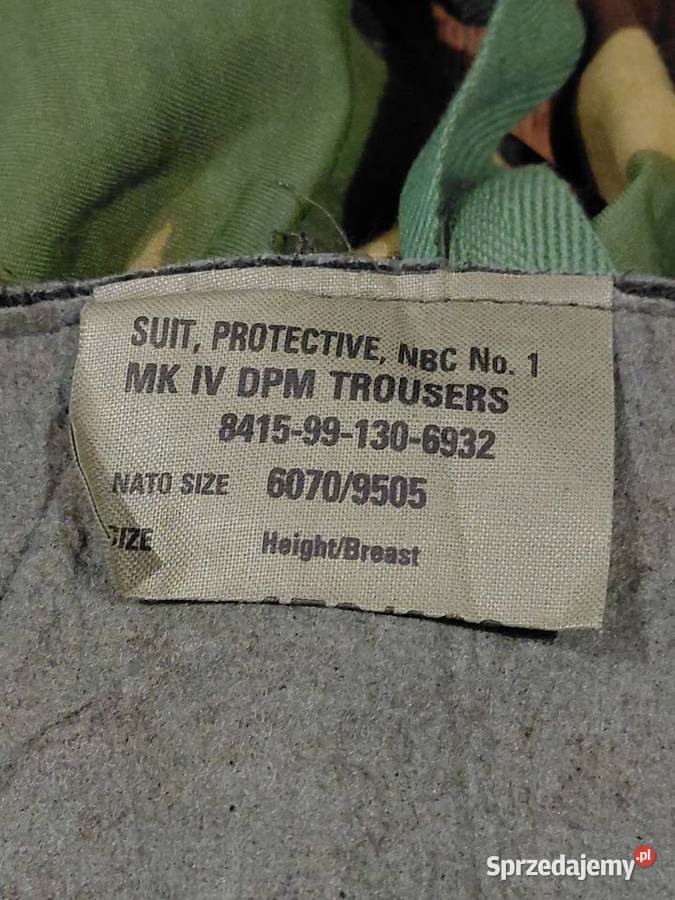 SUIT, PROTECTIVE, NBC No. 1
MK IV DPM TROUSERS
8415-99-130-6932
NATO SIZE 6070/9505
SIZE Height/Breast
Sprzedajemy.pl